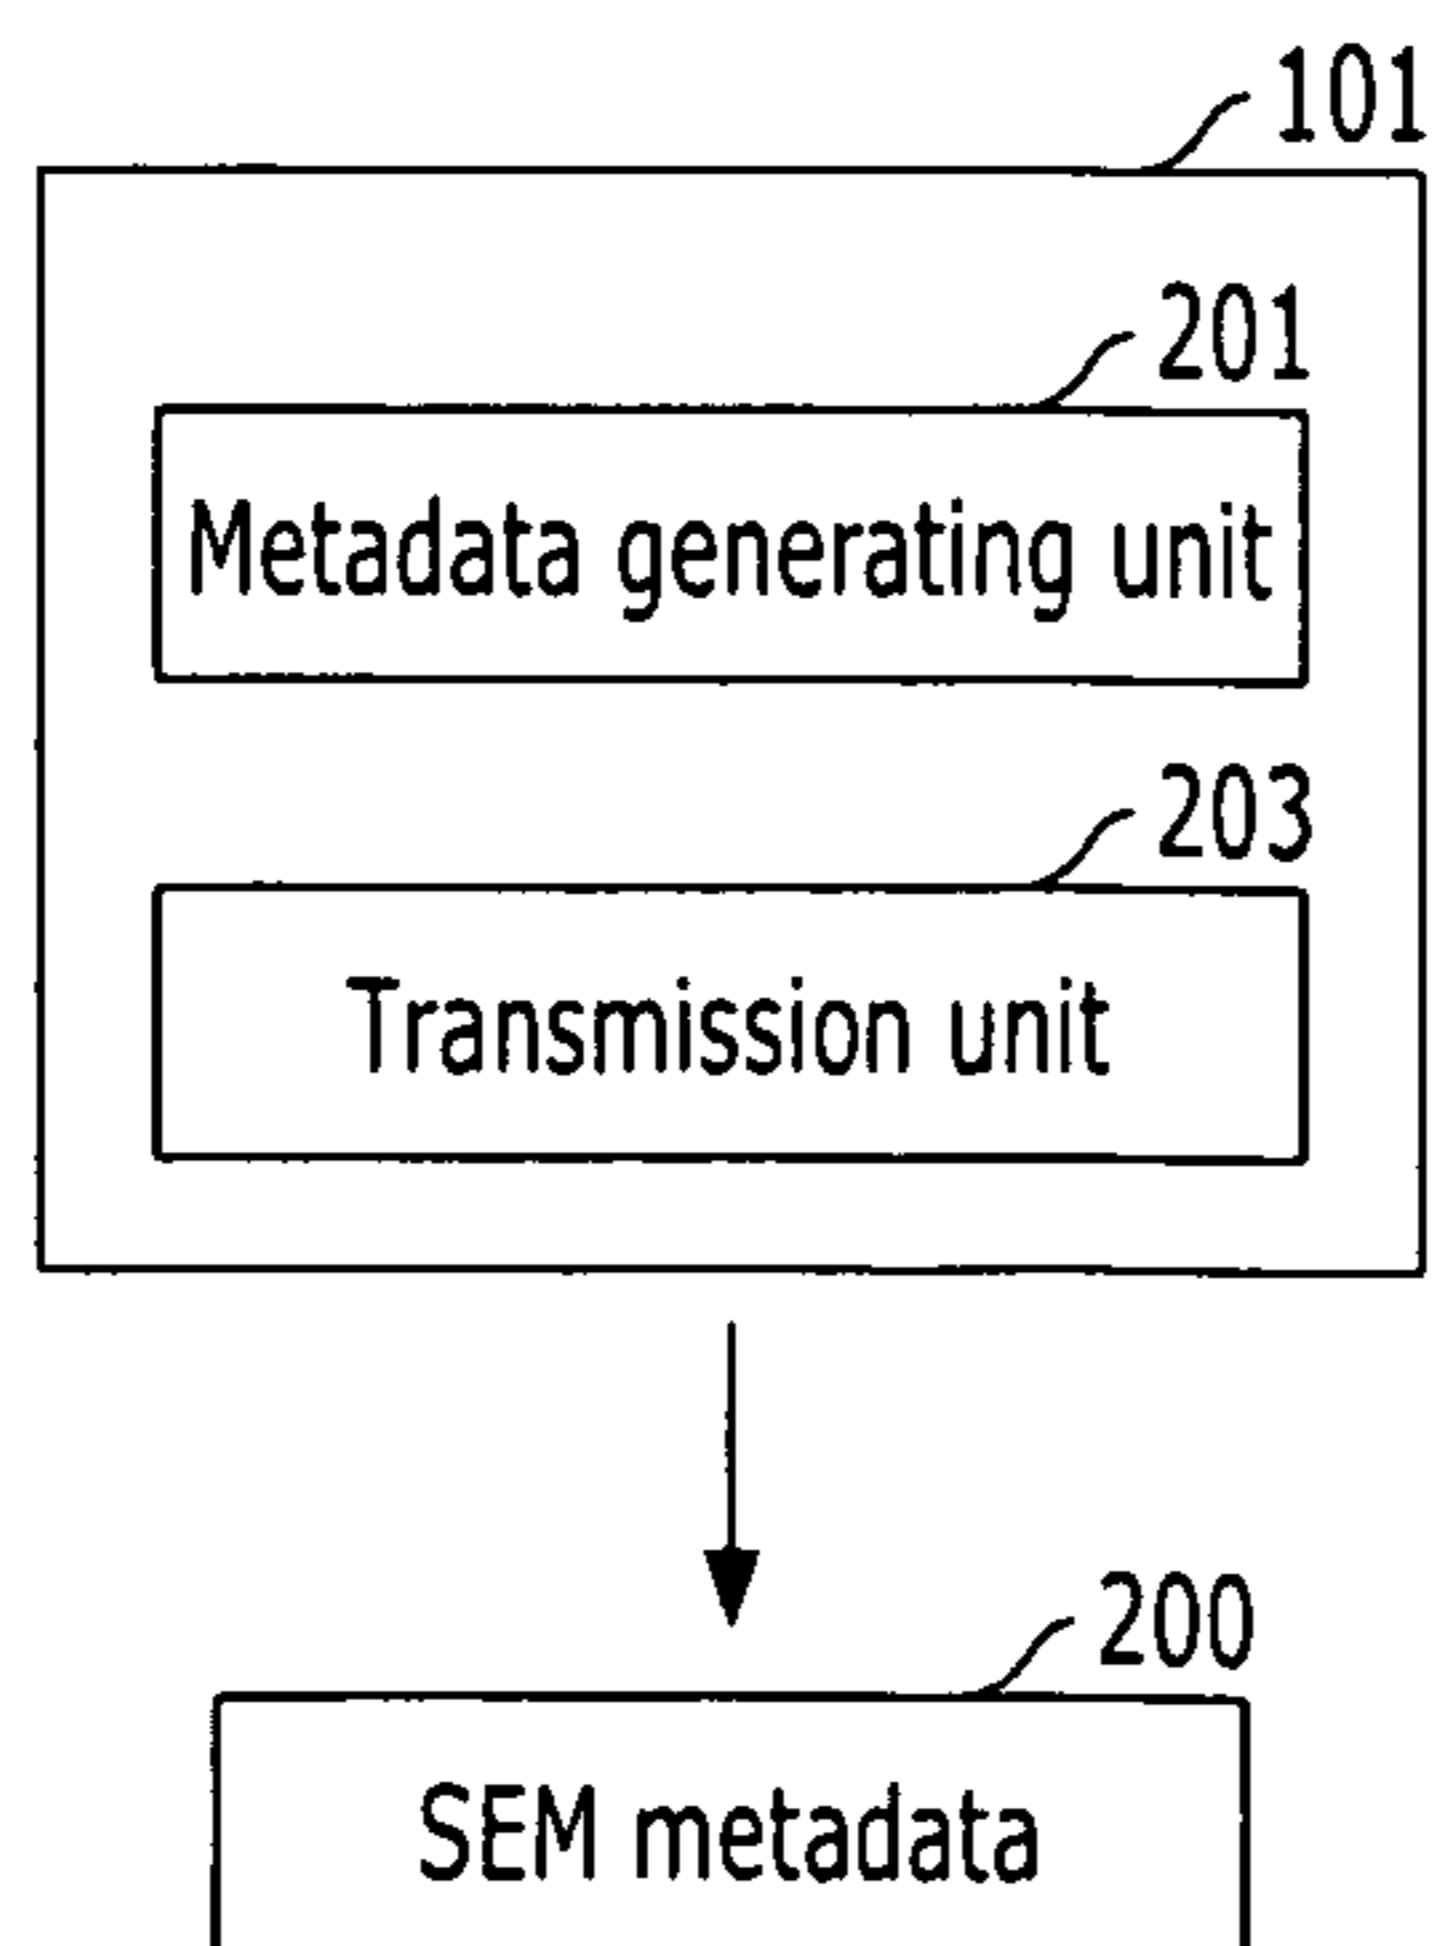 101
201
Metadata generating unit
203
Transmission unit
200
SEM metadata